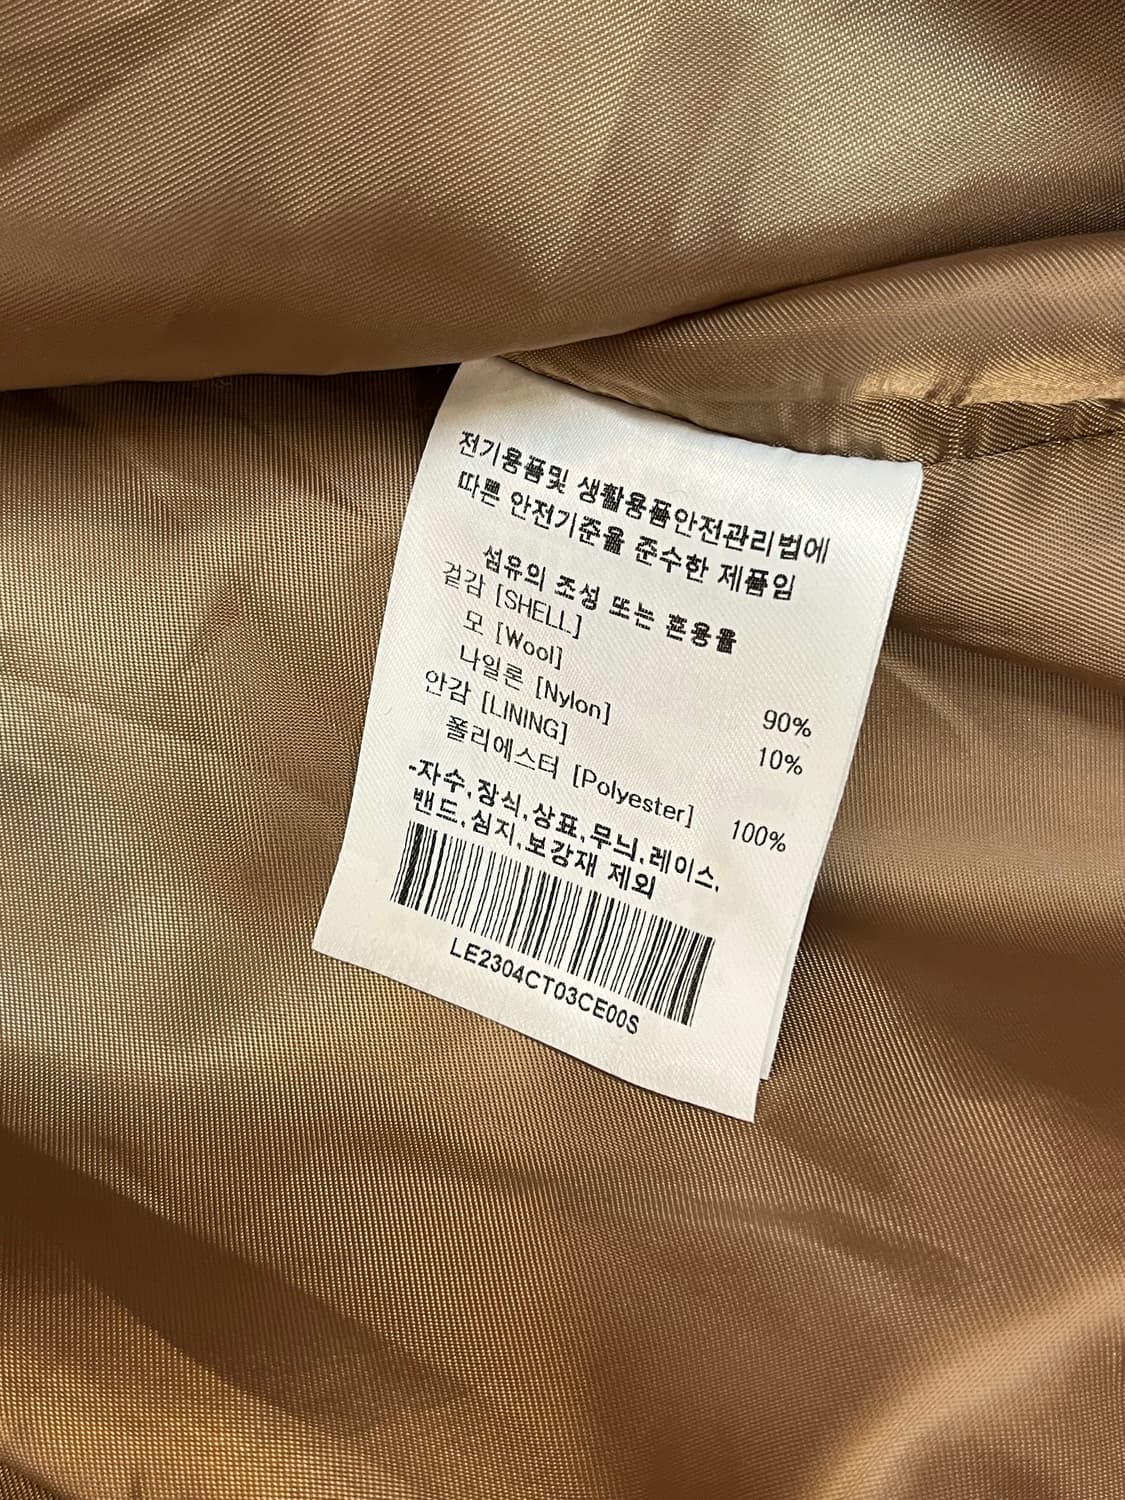 전기용품및 생활용품안전관리법에
따른 안전기준을 준수한 제품임
섬유의 조성 또는 혼용율
겉감 [SHELL]
모 [Wool] 90%
나일론 [Nylon] 10%
안감 [LINING]
폴리에스터 [Polyester] 100%
-자수,장식,상표,무늬,레이스,
밴드,심지,보강재 제외
LE2304CT03CE00S